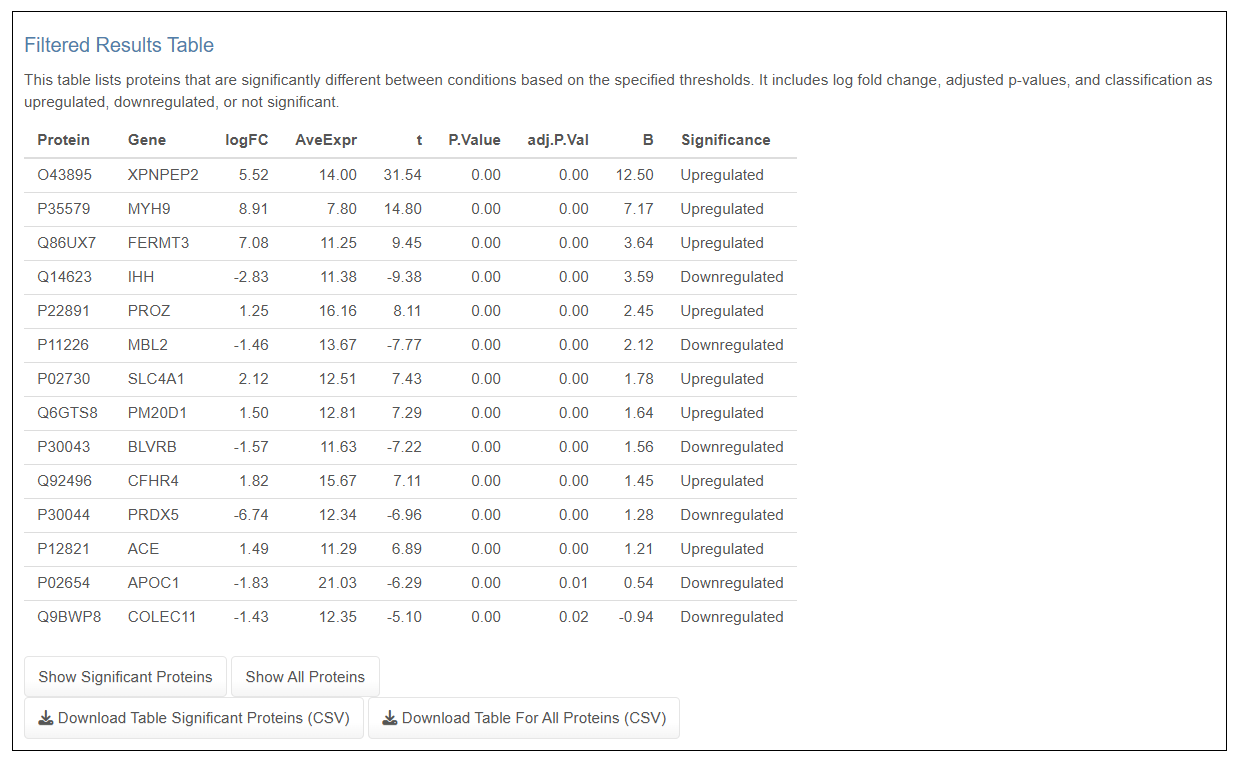 Filtered Results Table
This table lists proteins that are significantly different between conditions based on the specified thresholds. It includes log fold change, adjusted p-values, and classification as
upregulated, downregulated, or not significant.
Protein Gene logFC AveExpr t P.Value adj.P.Val B Significance
O43895 XPNPEP2 5.52 14.00 31.54 0.00 0.00 12.50 Upregulated
P35579 MYH9 8.91 7.80 14.80 0.00 0.00 7.17 Upregulated
Q86UX7 FERMT3 7.08 11.25 9.45 0.00 0.00 3.64 Upregulated
Q14623 IHH -2.83 11.38 -9.38 0.00 0.00 3.59 Downregulated
P22891 PROZ 1.25 16.16 8.11 0.00 0.00 2.45 Upregulated
P11226 MBL2 -1.46 13.67 -7.77 0.00 0.00 2.12 Downregulated
P02730 SLC4A1 2.12 12.51 7.43 0.00 0.00 1.78 Upregulated
Q6GTS8 PM20D1 1.50 12.81 7.29 0.00 0.00 1.64 Upregulated
P30043 BLVRB -1.57 11.63 -7.22 0.00 0.00 1.56 Downregulated
Q92496 CFHR4 1.82 15.67 7.11 0.00 0.00 1.45 Upregulated
P30044 PRDX5 -6.74 12.34 -6.96 0.00 0.00 1.28 Downregulated
P12821 ACE 1.49 11.29 6.89 0.00 0.00 1.21 Upregulated
P02654 APOC1 -1.83 21.03 -6.29 0.00 0.01 0.54 Downregulated
Q9BWP8 COLEC11 -1.43 12.35 -5.10 0.00 0.02 -0.94 Downregulated
Show Significant Proteins Show All Proteins
Download Table Significant Proteins (CSV) Download Table For All Proteins (CSV)